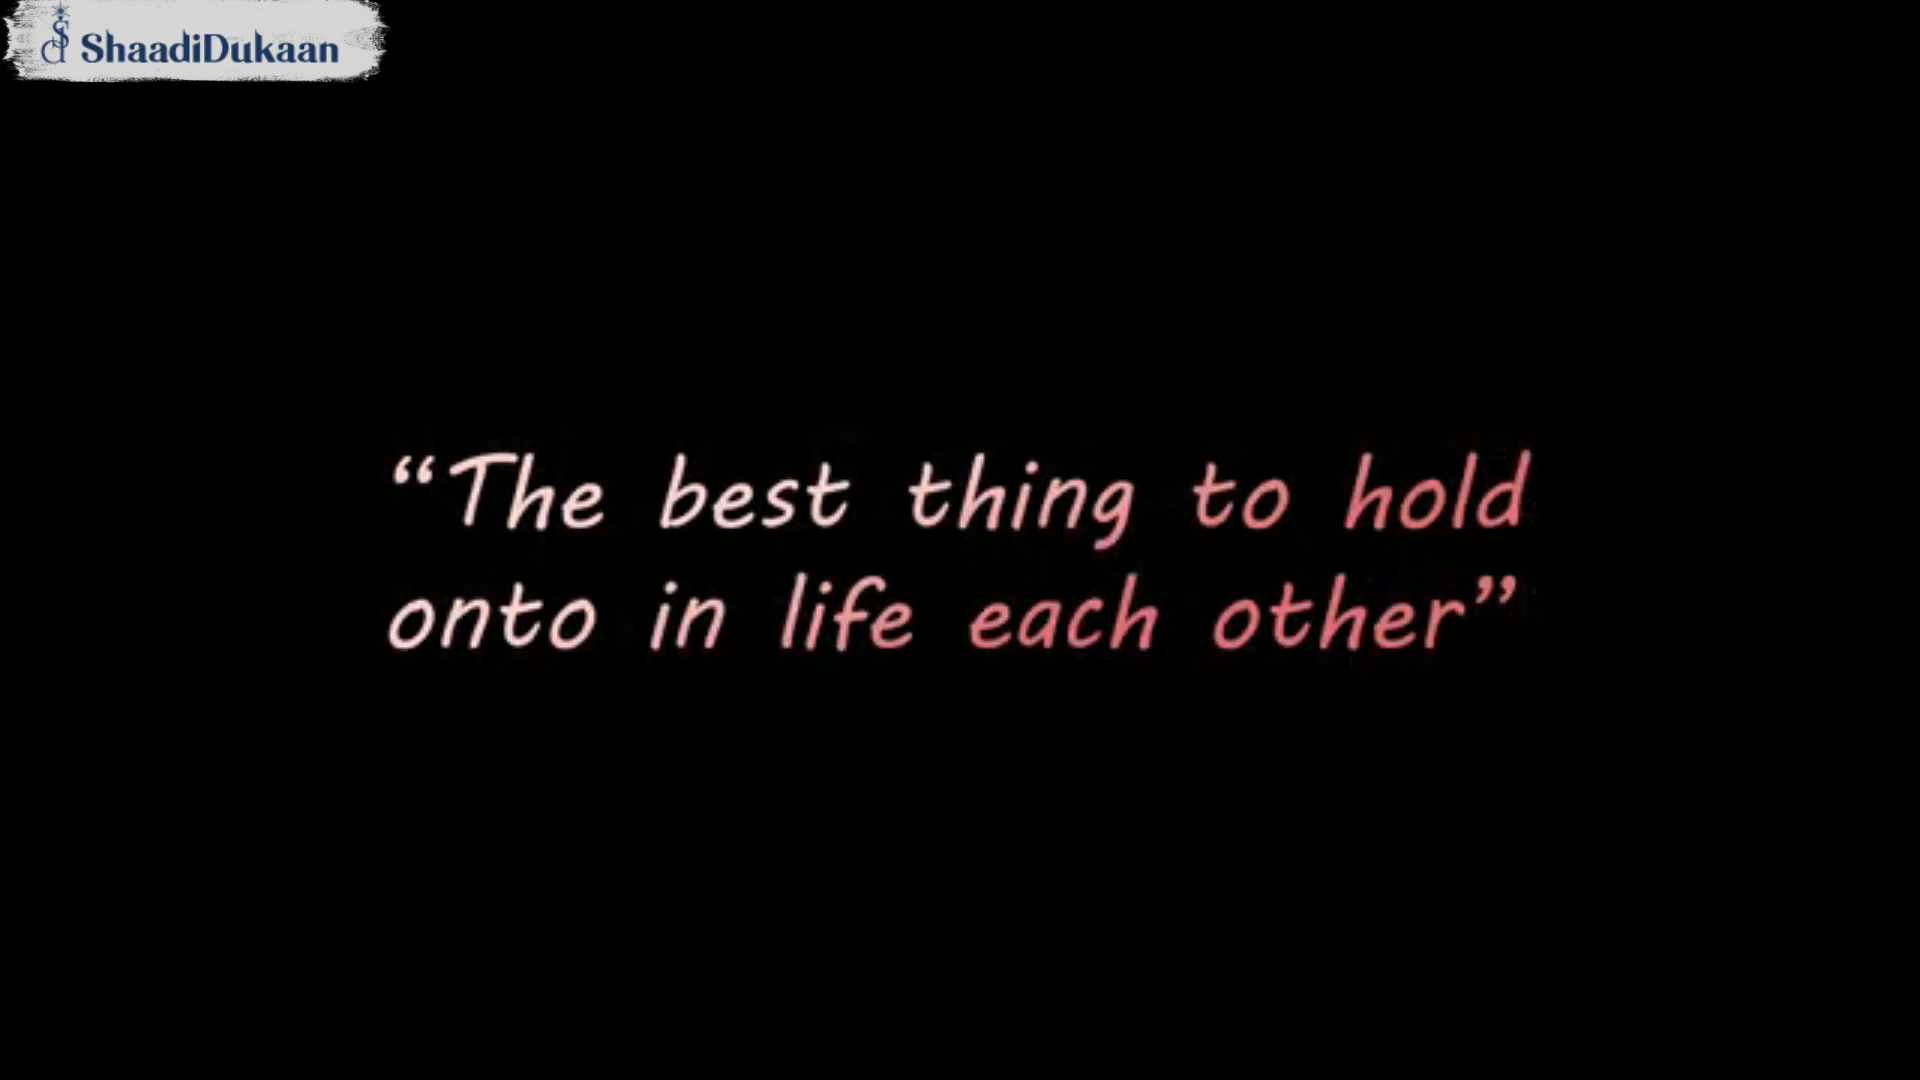 ShaadiDukaan
“The best thing to hold
onto in life each other”